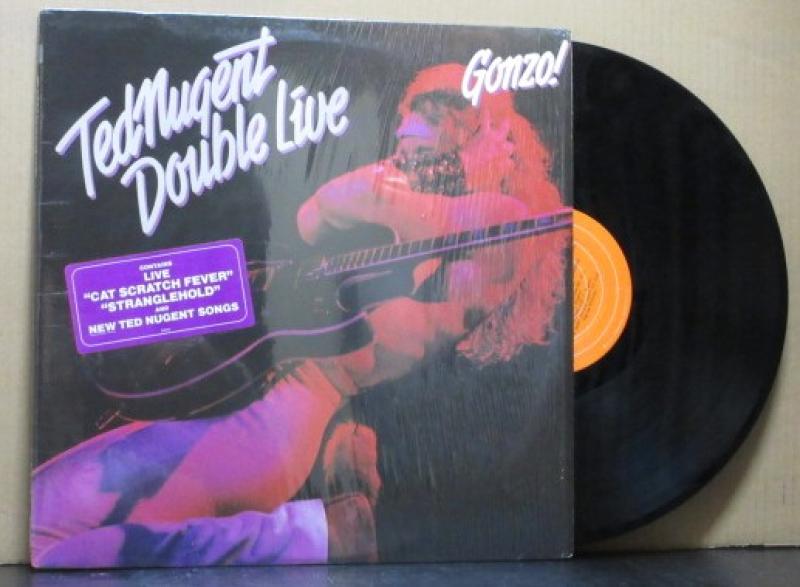 Ted Nugent
Double Live
Gonzo!
CONTAINS
LIVE
"CAT SCRATCH FEVER"
"STRANGLEHOLD"
AND
NEW TED NUGENT SONGS